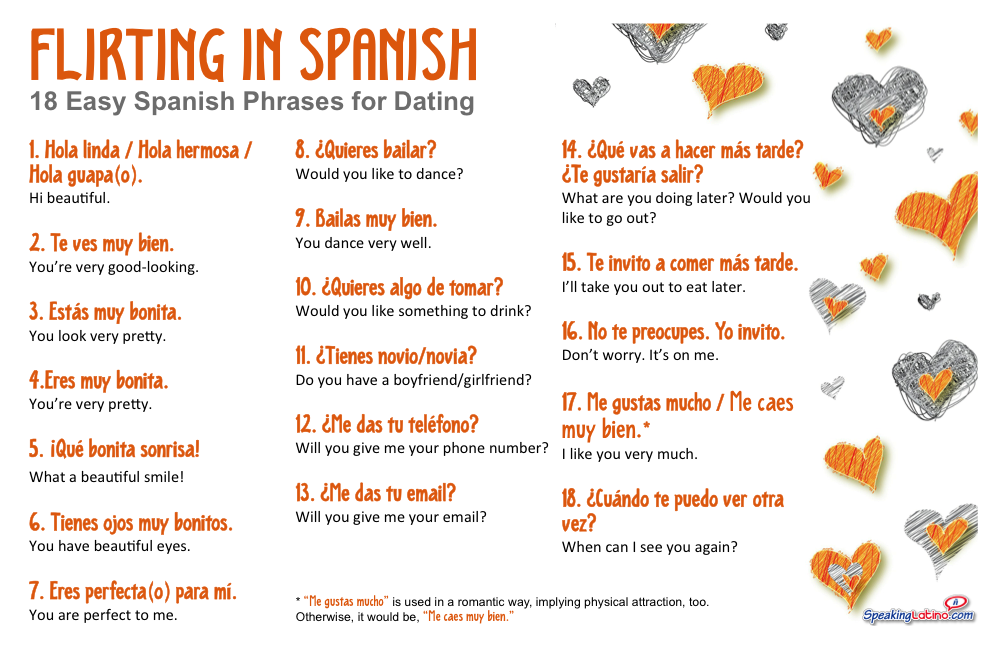 FLIRTING IN SPANISH
18 Easy Spanish Phrases for Dating
1. Hola linda / Hola hermosa /
Hola guapa(o).
Hi beautiful.
2. Te ves muy bien.
You're very good-looking.
3. Estás muy bonita.
You look very pretty.
4.Eres muy bonita.
You're very pretty.
5. ¡Qué bonita sonrisa!
What a beautiful smile!
6. Tienes ojos muy bonitos.
You have beautiful eyes.
7. Eres perfecta(o) para mí.
You are perfect to me.
8. ¿Quieres bailar?
Would you like to dance?
9. Bailas muy bien.
You dance very well.
10. ¿Quieres algo de tomar?
Would you like something to drink?
11. ¿Tienes novio/novia?
Do you have a boyfriend/girlfriend?
12. ¿Me das tu teléfono?
Will you give me your phone number?
13. ¿Me das tu email?
Will you give me your email?
14. ¿Qué vas a hacer más tarde?
¿Te gustaría salir?
What are you doing later? Would you
like to go out?
15. Te invito a comer más tarde.
I'll take you out to eat later.
16. No te preocupes. Yo invito.
Don't worry. It's on me.
17. Me gustas mucho / Me caes
muy bien.*
I like you very much.
18. ¿Cuándo te puedo ver otra
vez?
When can I see you again?
* "Me gustas mucho" is used in a romantic way, implying physical attraction, too.
Otherwise, it would be, "Me caes muy bien."
ñ
SpeakingLatino.com